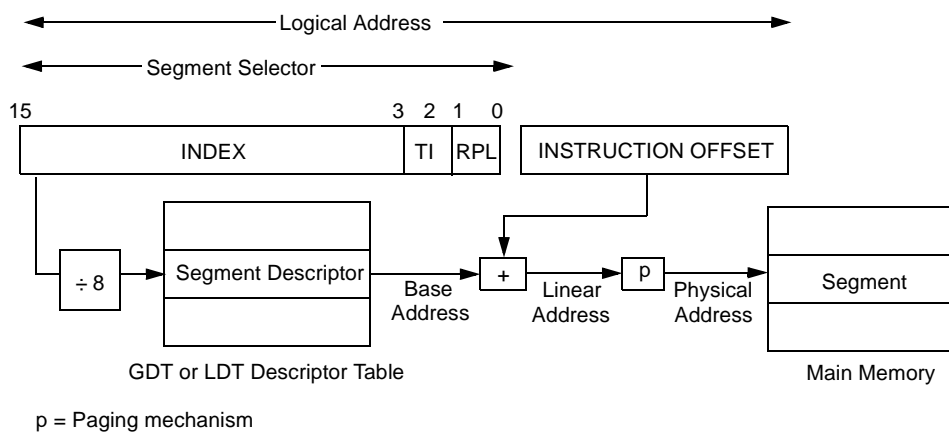 Logical Address
Segment Selector
15 3 2 1 0
INDEX TI RPL INSTRUCTION OFFSET
÷ 8 Segment Descriptor + p Segment
Base Address
Linear Address
Physical Address
GDT or LDT Descriptor Table
Main Memory
p = Paging mechanism